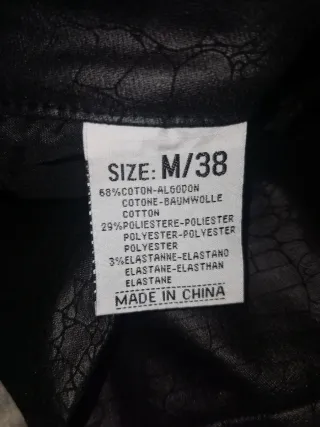 SIZE: M/38
68%COTON-ALGODON
COTONE-BAUMWOLLE
COTTON
29%POLIESTERE-POLIESTER
POLYESTER-POLYESTER
POLYESTER
3%ELASTANNE-ELASTANO
ELASTANE-ELASTHAN
ELASTANE
MADE IN CHINA